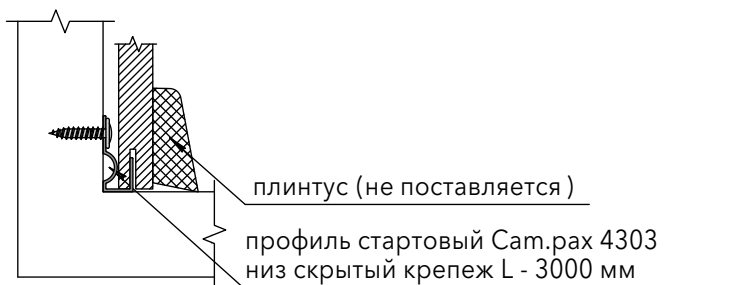 плинтус (не поставляется )
профиль стартовый Cam.pax 4303
низ скрытый крепеж L - 3000 мм